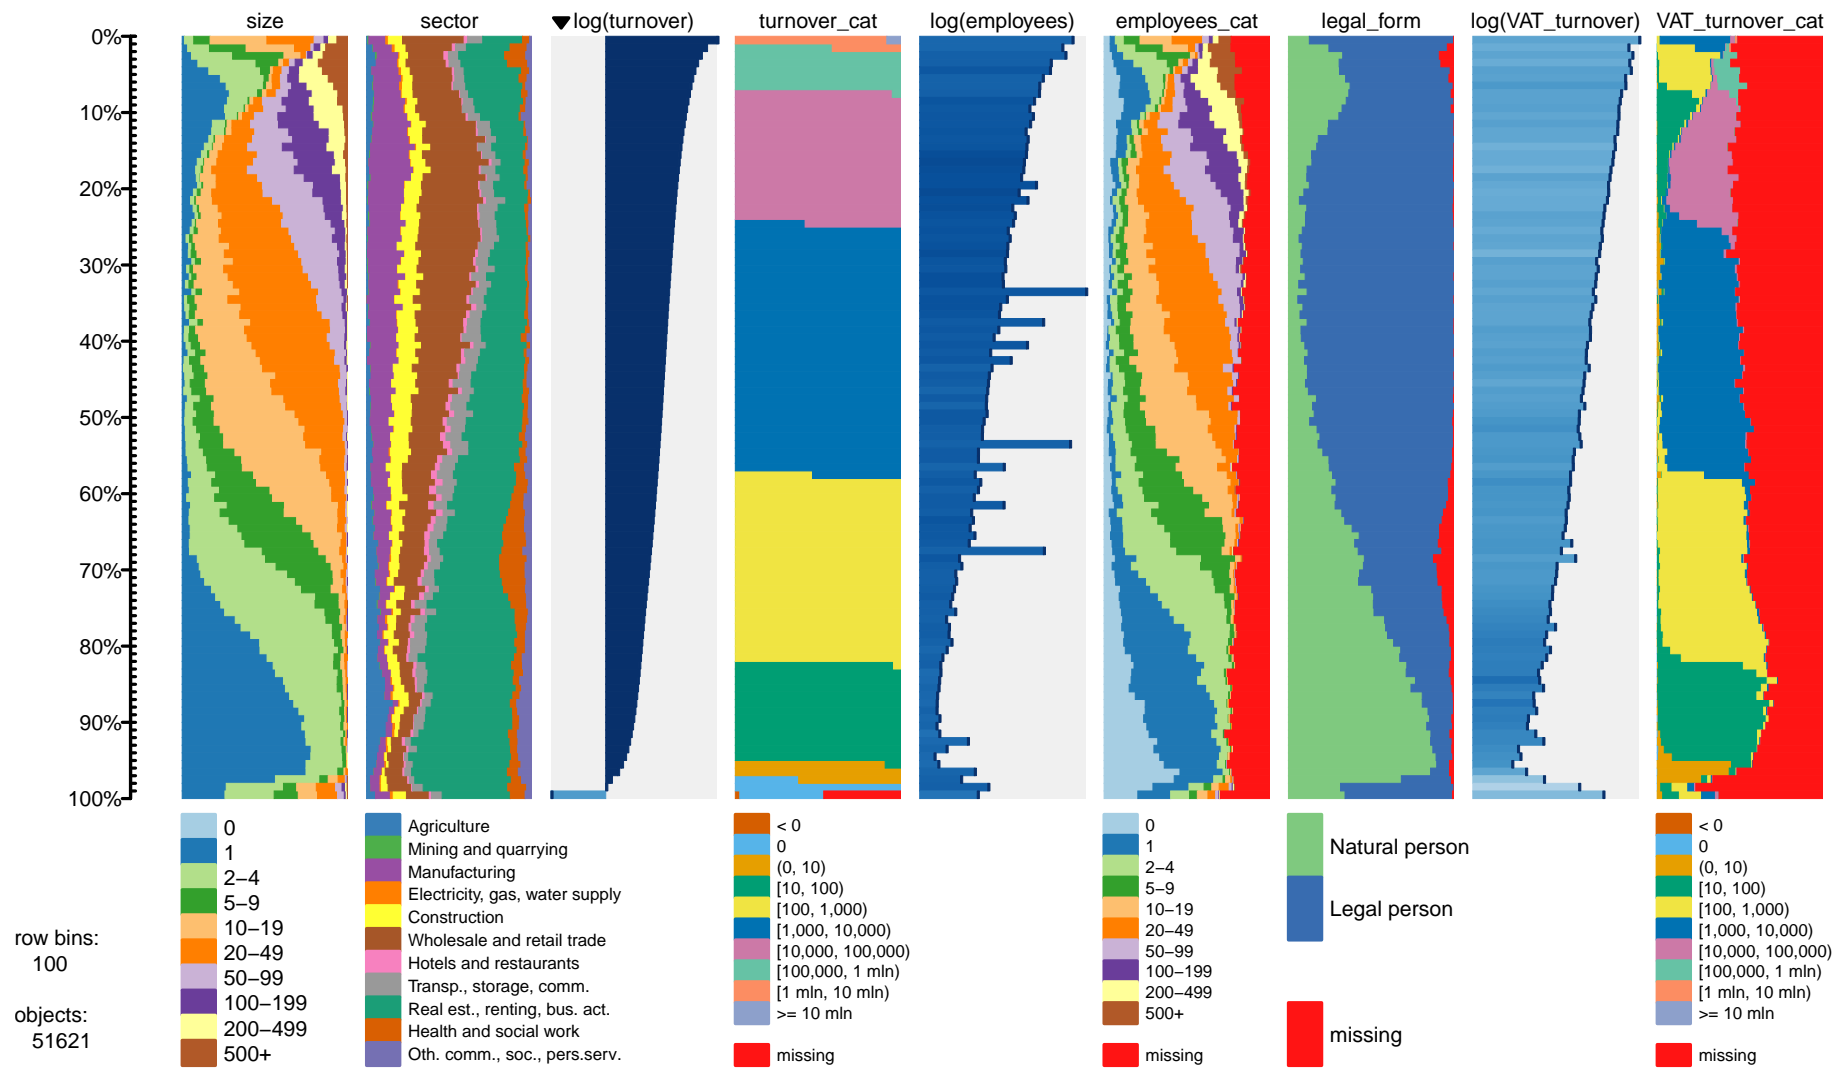 size
sector
log(turnover)
turnover_cat
log(employees)
employees_cat
legal_form
log(VAT_turnover)
VAT_turnover_cat
0%
10%
20%
30%
40%
50%
60%
70%
80%
90%
100%
row bins:
100
objects:
51621
0
1
2−4
5−9
10−19
20−49
50−99
100−199
200−499
500+
Agriculture
Mining and quarrying
Manufacturing
Electricity, gas, water supply
Construction
Wholesale and retail trade
Hotels and restaurants
Transp., storage, comm.
Real est., renting, bus. act.
Health and social work
Oth. comm., soc., pers.serv.
< 0
0
(0, 10)
[10, 100)
[100, 1,000)
[1,000, 10,000)
[10,000, 100,000)
[100,000, 1 mln)
[1 mln, 10 mln)
>= 10 mln
missing
0
1
2−4
5−9
10−19
20−49
50−99
100−199
200−499
500+
missing
Natural person
Legal person
missing
< 0
0
(0, 10)
[10, 100)
[100, 1,000)
[1,000, 10,000)
[10,000, 100,000)
[100,000, 1 mln)
[1 mln, 10 mln)
>= 10 mln
missing